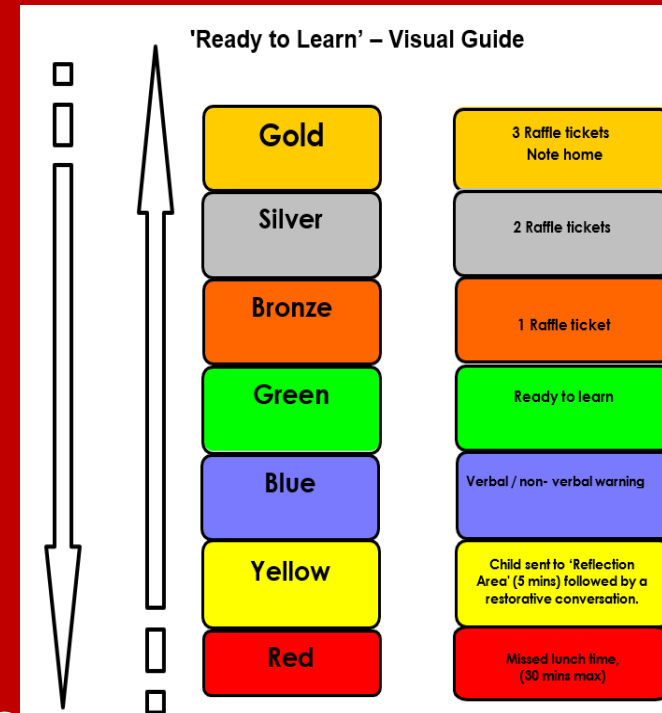 'Ready to Learn’ – Visual Guide
Gold
3 Raffle tickets
Note home
Silver
2 Raffle tickets
Bronze
1 Raffle ticket
Green
Ready to learn
Blue
Verbal / non- verbal warning
Yellow
Child sent to ‘Reflection
Area' (5 mins) followed by a
restorative conversation.
Red
Missed lunch time,
(30 mins max)